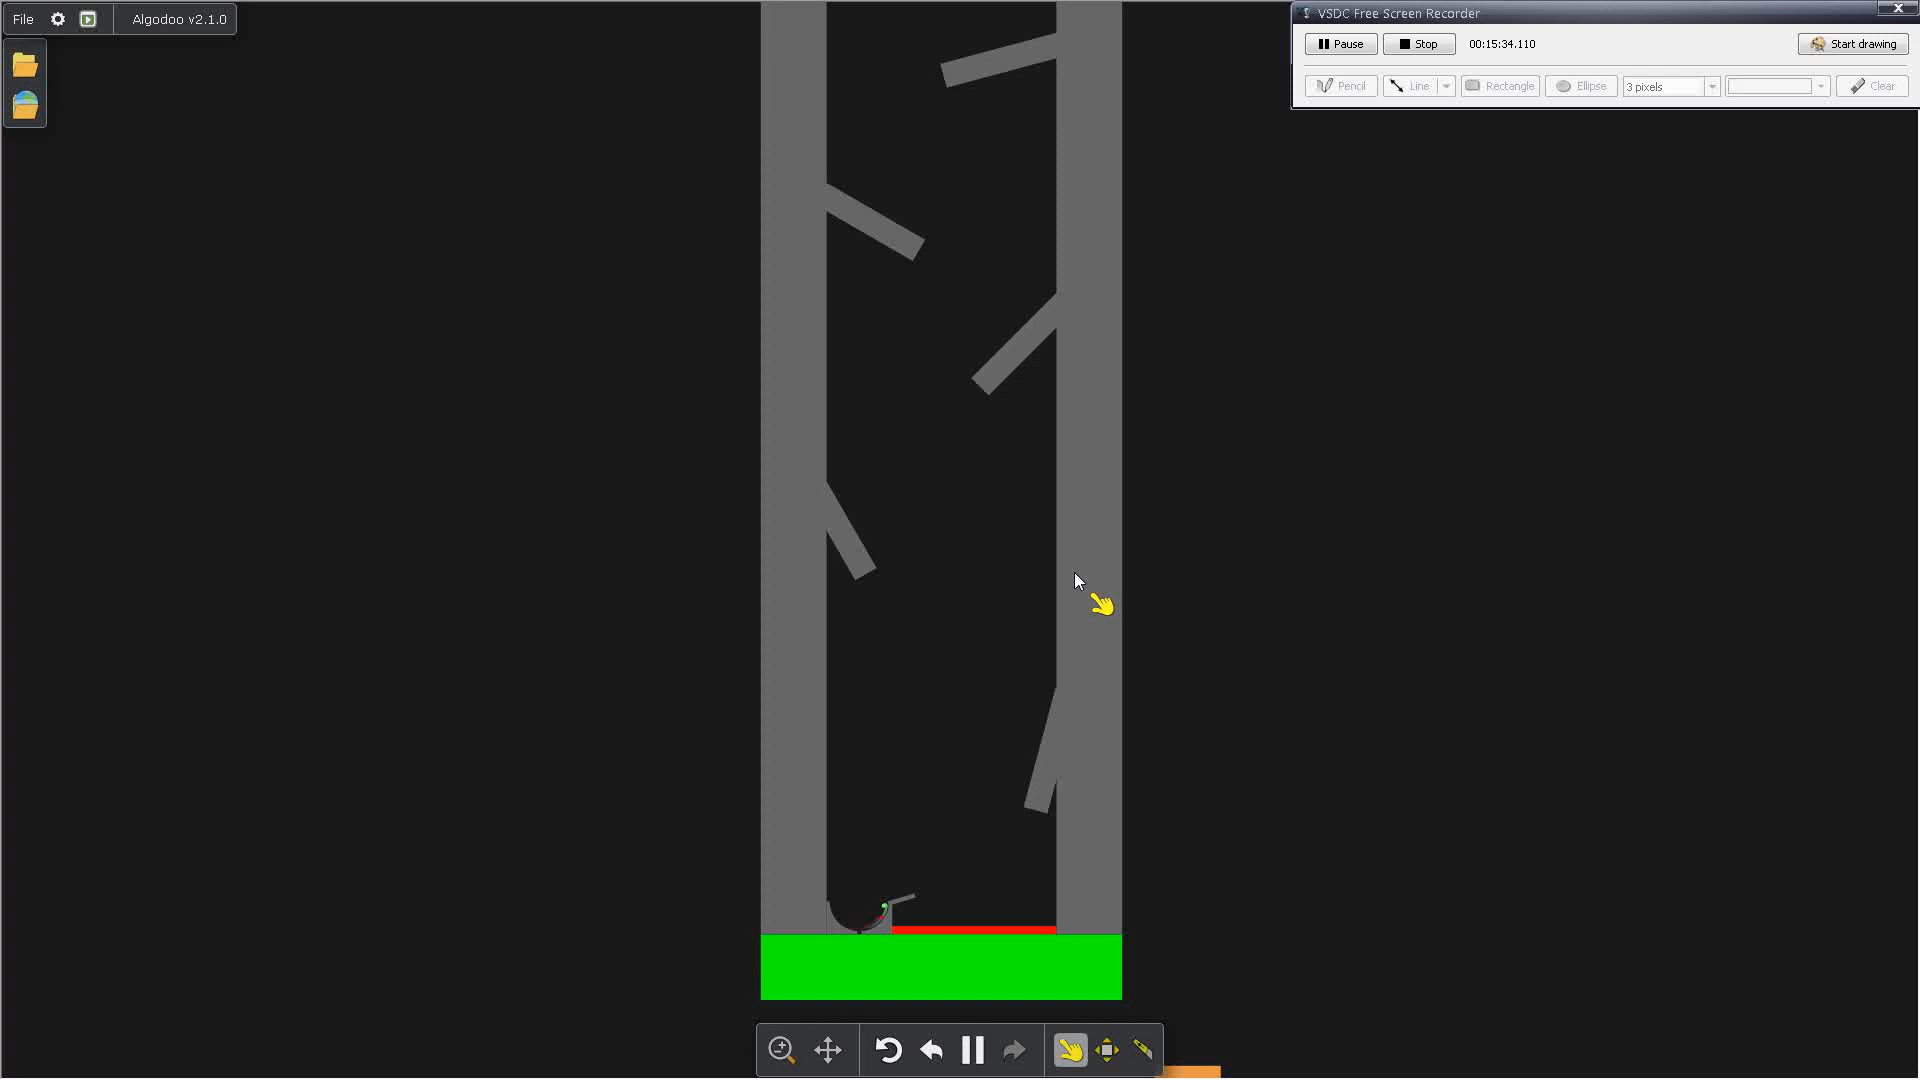 File
Algodoo v2.1.0
VSDC Free Screen Recorder
Pause
Stop
00:15:34.110
Start drawing
Pencil
Line
Rectangle
Ellipse
3 pixels
Clear